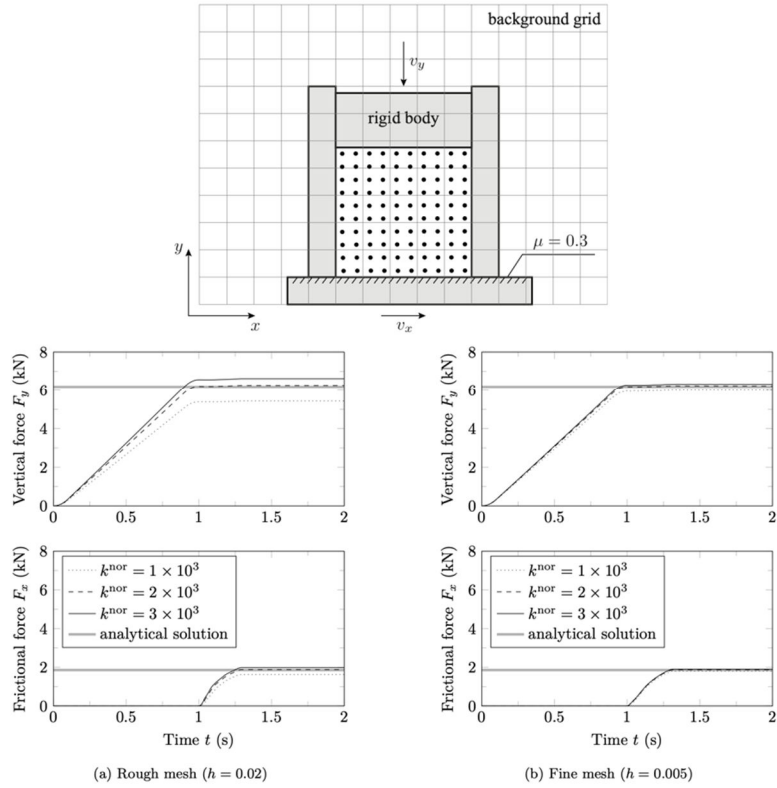 background grid
v_y
rigid body
y
μ = 0.3
x
v_x
Vertical force F_y (kN)
8
6
4
2
0
0 0.5 1 1.5 2
Vertical force F_y (kN)
8
6
4
2
0
0 0.5 1 1.5 2
Frictional force F_x (kN)
8
6
4
2
0
k^nor = 1 × 10^3
k^nor = 2 × 10^3
k^nor = 3 × 10^3
analytical solution
0 0.5 1 1.5 2
Time t (s)
(a) Rough mesh (h = 0.02)
Frictional force F_x (kN)
8
6
4
2
0
k^nor = 1 × 10^3
k^nor = 2 × 10^3
k^nor = 3 × 10^3
analytical solution
0 0.5 1 1.5 2
Time t (s)
(b) Fine mesh (h = 0.005)